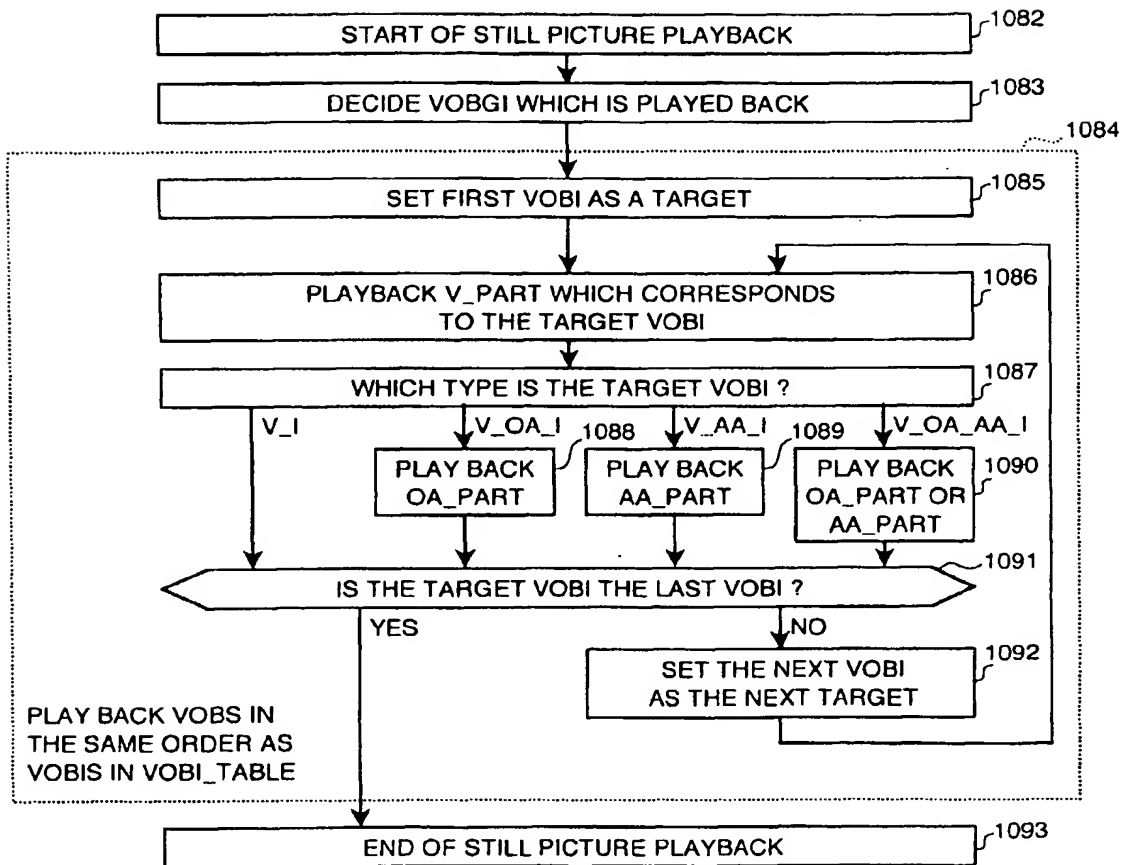 START OF STILL PICTURE PLAYBACK
1082
DECIDE VOBGI WHICH IS PLAYED BACK
1083
1084
SET FIRST VOBI AS A TARGET
1085
PLAYBACK V_PART WHICH CORRESPONDS
TO THE TARGET VOBI
1086
WHICH TYPE IS THE TARGET VOBI ?
1087
V_I
V_OA_I
V_AA_I
V_OA_AA_I
1088
1089
1090
PLAY BACK
OA_PART
PLAY BACK
AA_PART
PLAY BACK
OA_PART OR
AA_PART
IS THE TARGET VOBI THE LAST VOBI ?
1091
YES
NO
SET THE NEXT VOBI
AS THE NEXT TARGET
1092
PLAY BACK VOBS IN
THE SAME ORDER AS
VOBIS IN VOBI_TABLE
END OF STILL PICTURE PLAYBACK
1093